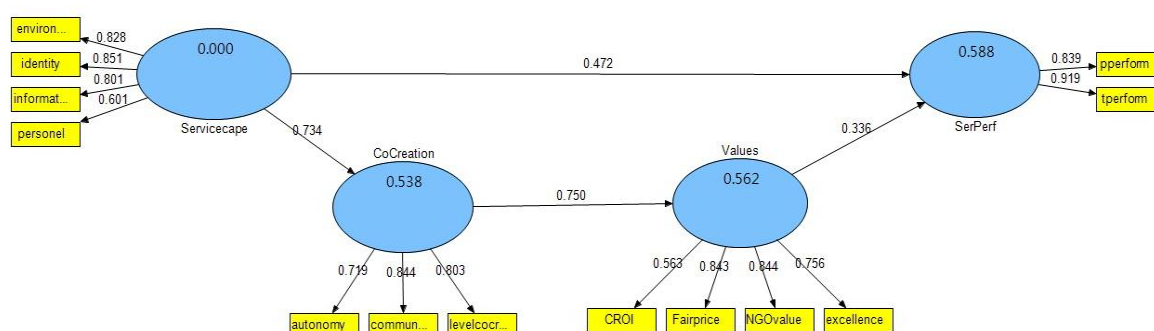 environ...
0.828
identity
0.851
informat...
0.801
personel
0.601
0.000
Servicecape
0.472
0.588
SerPerf
0.839
pperform
0.919
tperform
0.734
CoCreation
0.538
0.750
Values
0.562
0.336
0.719
0.844
0.803
autonomy
commun...
levelcocr...
0.563
0.843
0.844
0.756
CROI
Fairprice
NGOvalue
excellence